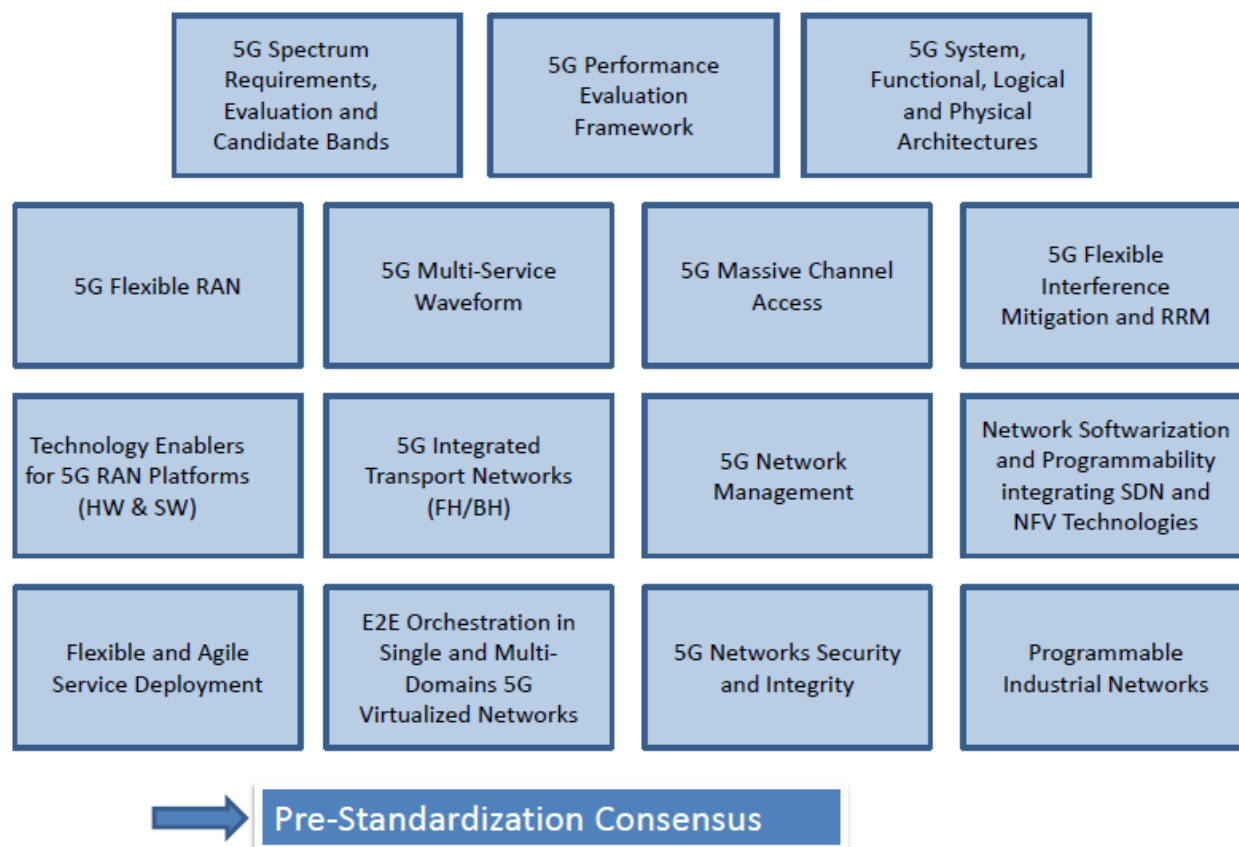 5G Spectrum
Requirements,
Evaluation and
Candidate Bands
5G Performance
Evaluation
Framework
5G System,
Functional, Logical
and Physical
Architectures
5G Flexible RAN
5G Multi-Service
Waveform
5G Massive Channel
Access
5G Flexible
Interference
Mitigation and RRM
Technology Enablers
for 5G RAN Platforms
(HW & SW)
5G Integrated
Transport Networks
(FH/BH)
5G Network
Management
Network Softwarization
and Programmability
integrating SDN and
NFV Technologies
Flexible and Agile
Service Deployment
E2E Orchestration in
Single and Multi-
Domains 5G
Virtualized Networks
5G Networks Security
and Integrity
Programmable
Industrial Networks
Pre-Standardization Consensus